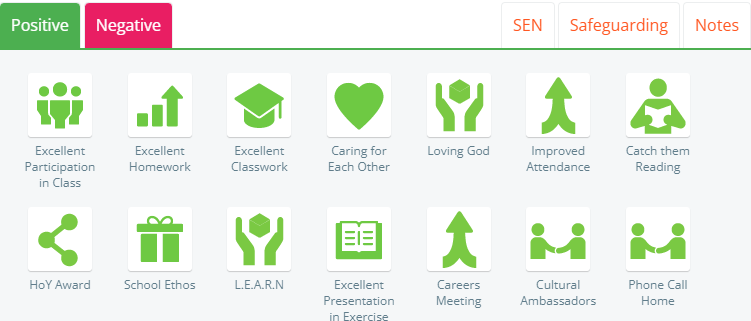 Positive
Negative
SEN
Safeguarding
Notes
Excellent
Participation
in Class
Excellent
Homework
Excellent
Classwork
Caring for
Each Other
Loving God
Improved
Attendance
Catch them
Reading
HoY Award
School Ethos
L.E.A.R.N
Excellent
Presentation
in Exercise
Careers
Meeting
Cultural
Ambassadors
Phone Call
Home